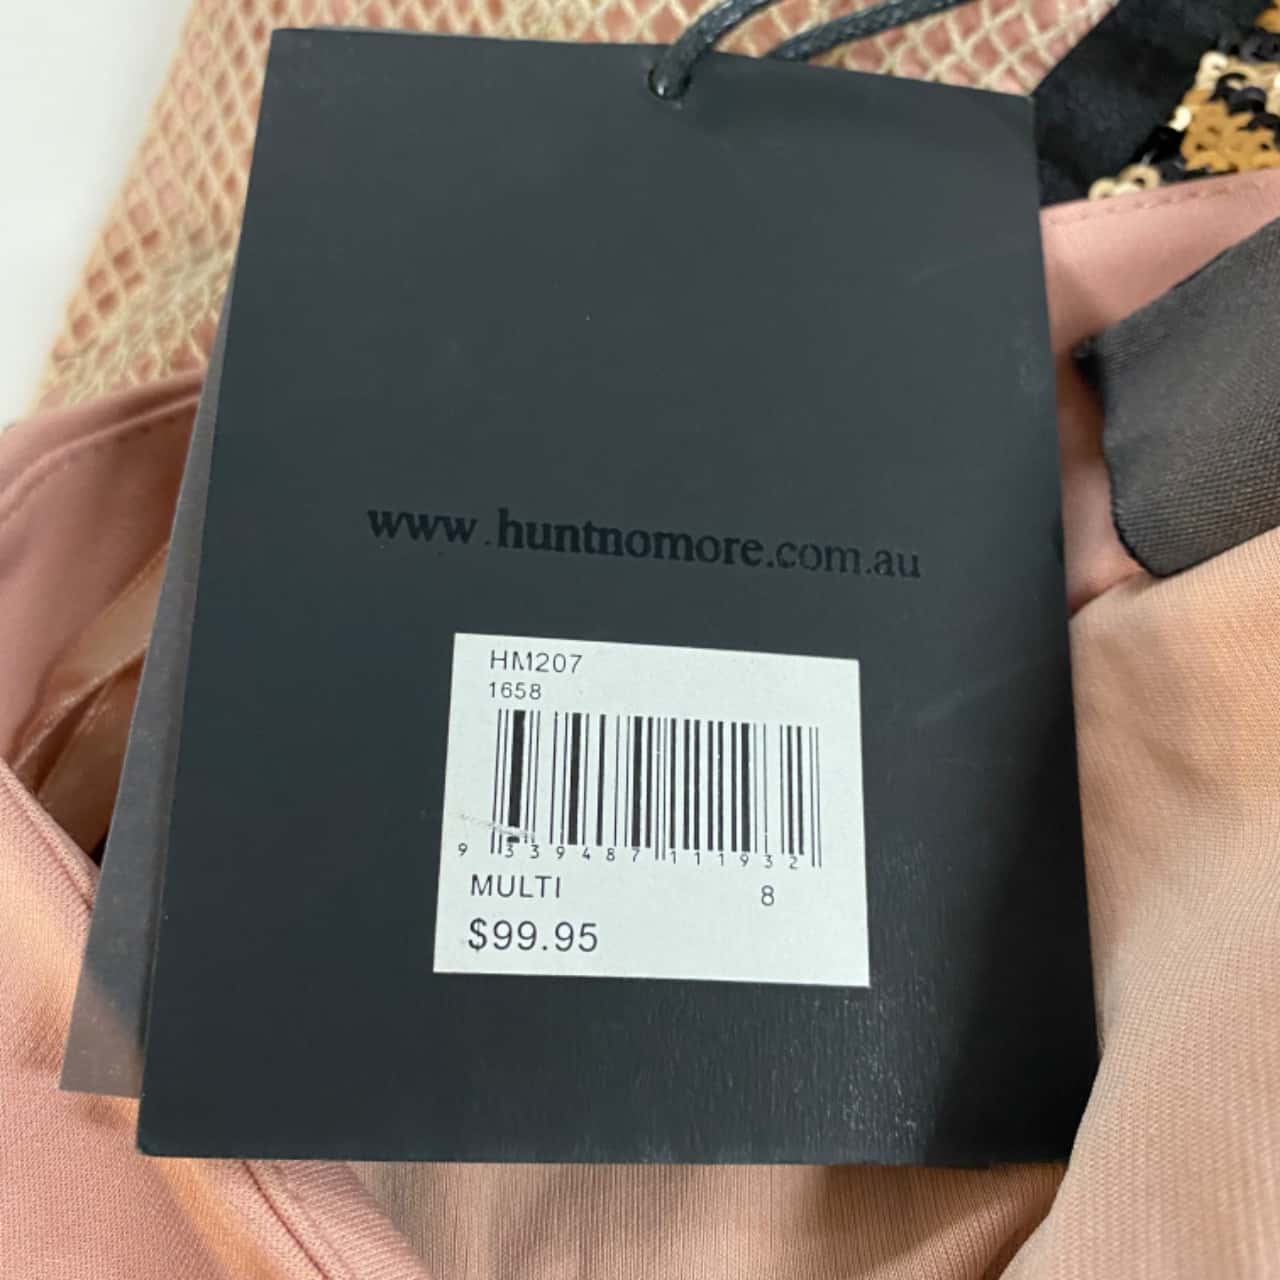 www.huntnomore.com.au
HM207
1658
9 339487 111932
MULTI 8
$99.95